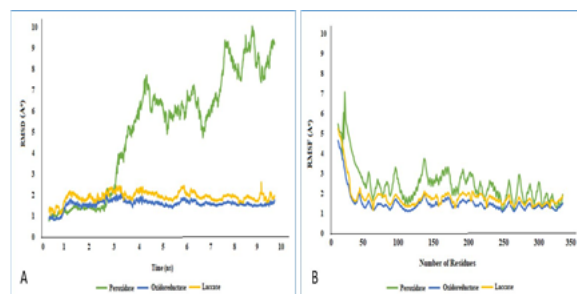 10
9
8
7
6
5
4
3
2
1
0
RMSD (A°)
0 1 2 3 4 5 6 7 8 9 10
Time (ns)
A
Peroxidase Oxidoreductase Laccase
10
9
8
7
6
5
4
3
2
1
0
RMSF (A°)
0 50 100 150 200 250 300 350
Number of Residues
B
Peroxidase Oxidoreductase Laccase